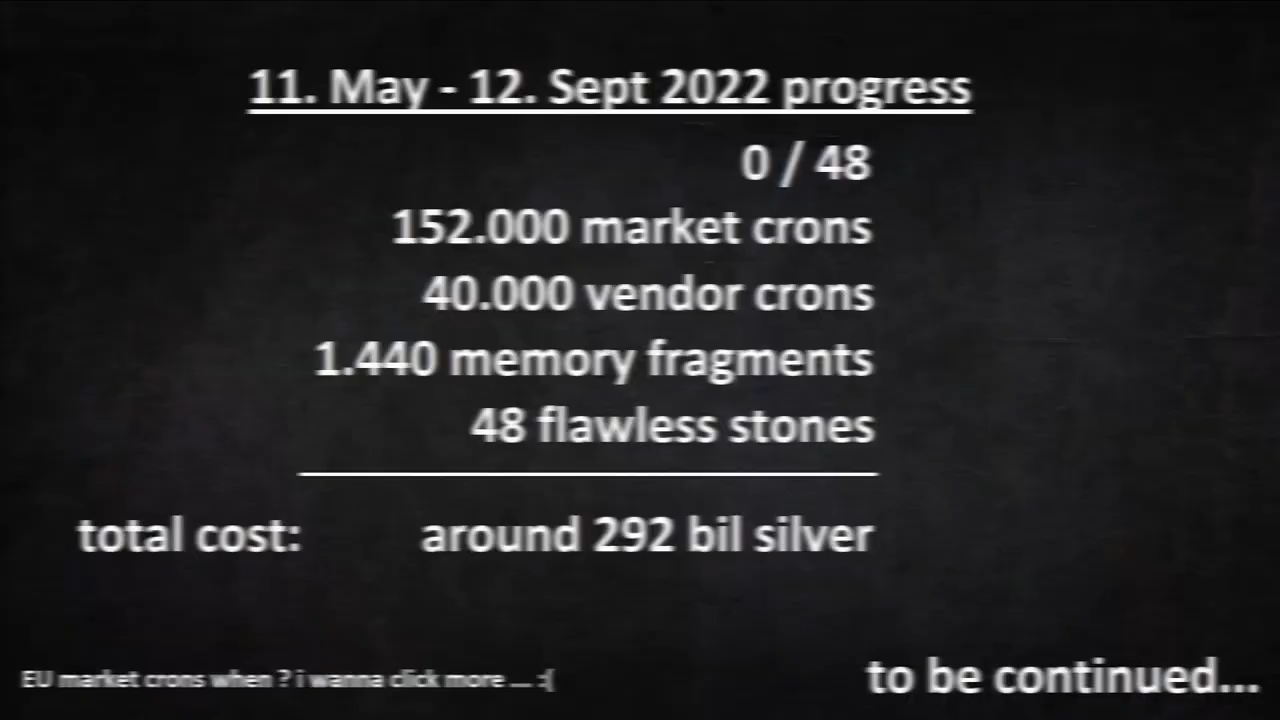 11. May - 12. Sept 2022 progress
0 / 48
152.000 market crons
40.000 vendor crons
1.440 memory fragments
48 flawless stones
total cost: around 292 bil silver
EU market crons when ? i wanna click more ... :(
to be continued...